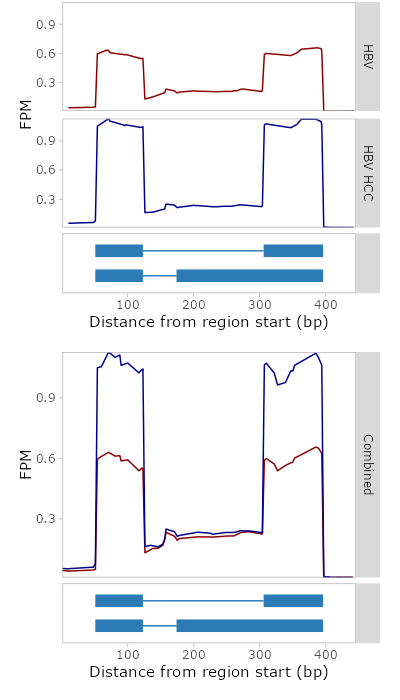 0.9
0.6
0.3
HBV
FPM
0.9
0.6
0.3
HBV HCC
100 200 300 400
Distance from region start (bp)
0.9
0.6
0.3
FPM
Combined
100 200 300 400
Distance from region start (bp)